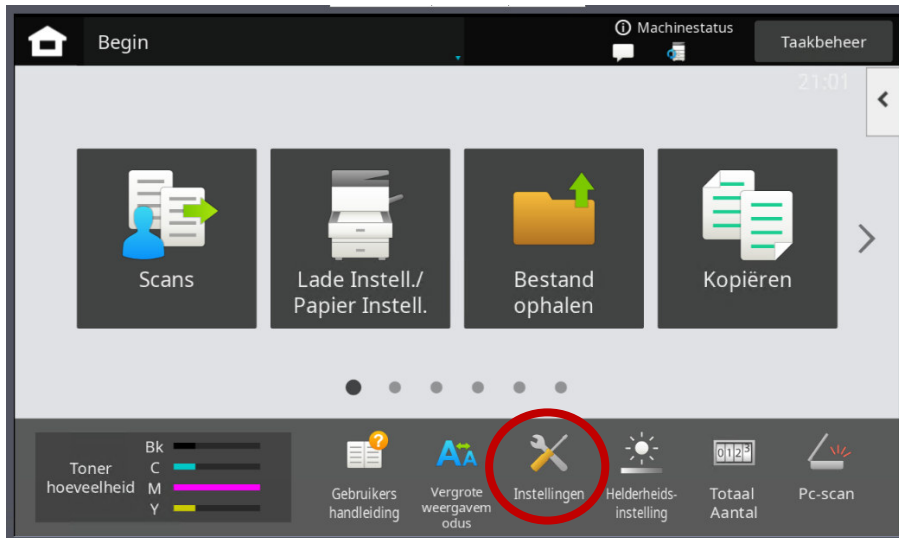 Begin
Machinestatus
Taakbeheer
21:01
Scans
Lade Instell./
Papier Instell.
Bestand
ophalen
Kopiëren
Toner
hoeveelheid
Bk
C
M
Y
Gebruikers
handleiding
Vergrote
weergavem
odus
Instellingen
Helderheids-
instelling
0123
Totaal
Aantal
Pc-scan